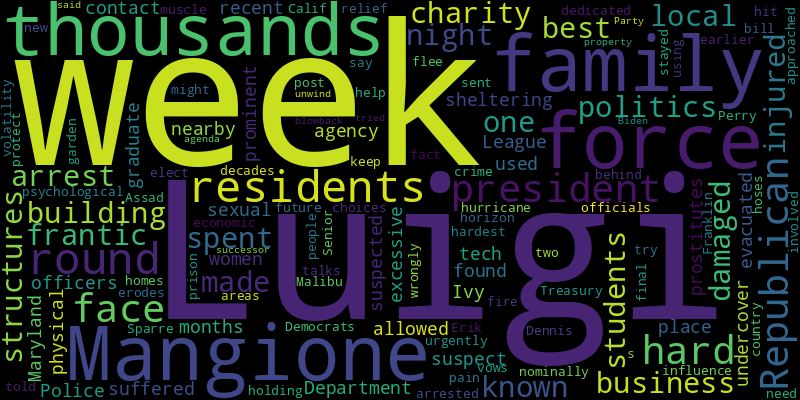 said
contact
muscle
recent
Calif
relief
charity
dedicated
hit
new
thousands
night
best
Party
local
bill
property
earlier
approached
week
say
flee
family
stayed
using
volatility
might
post
sent
unwind
help
sheltering
politics
injured
protect
garden
graduate
nearby
prominent
agency
blowback
tried
agenda
one
League
used
force
Biden
Perry
arrest
elect
decades
keep
fact
crime
behind
psychological
Assad
residents
president
prostitutes
hoses
involved
structures
building
sexual
future
choices
hurricane
officials
Franklin
evacuated
frantic
economic
spent
successor
people
Senior
suspected
excessive
horizon
hardest
damaged
Republican
round
women
prison
talks
wrongly
tech
found
two
students
try
officers
homes
made
Malibu
Luigi
Ivy
Treasury
final
undercover
country
erodes
areas
fire
Maryland
physical
face
Sparre
months
Democrats
allowed
Erik
Dennis
place
Police
Mangione
urgently
suspect
s
hard
told
suffered
holding
Department
arrested
pain
vows
known
nominally
business
influence
need